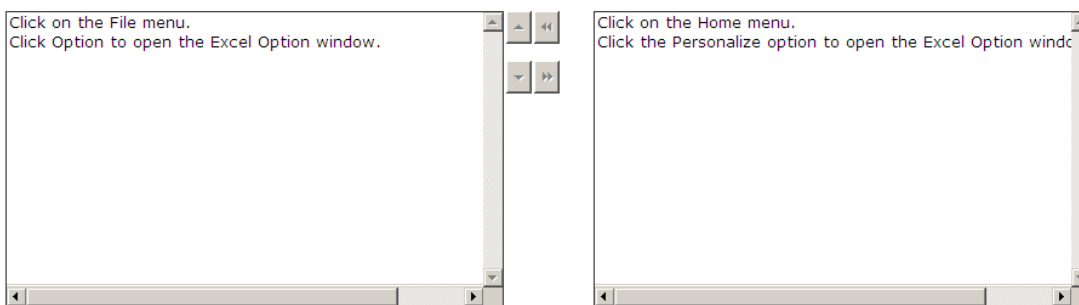 Click on the File menu.
Click Option to open the Excel Option window.
Click on the Home menu.
Click the Personalize option to open the Excel Option